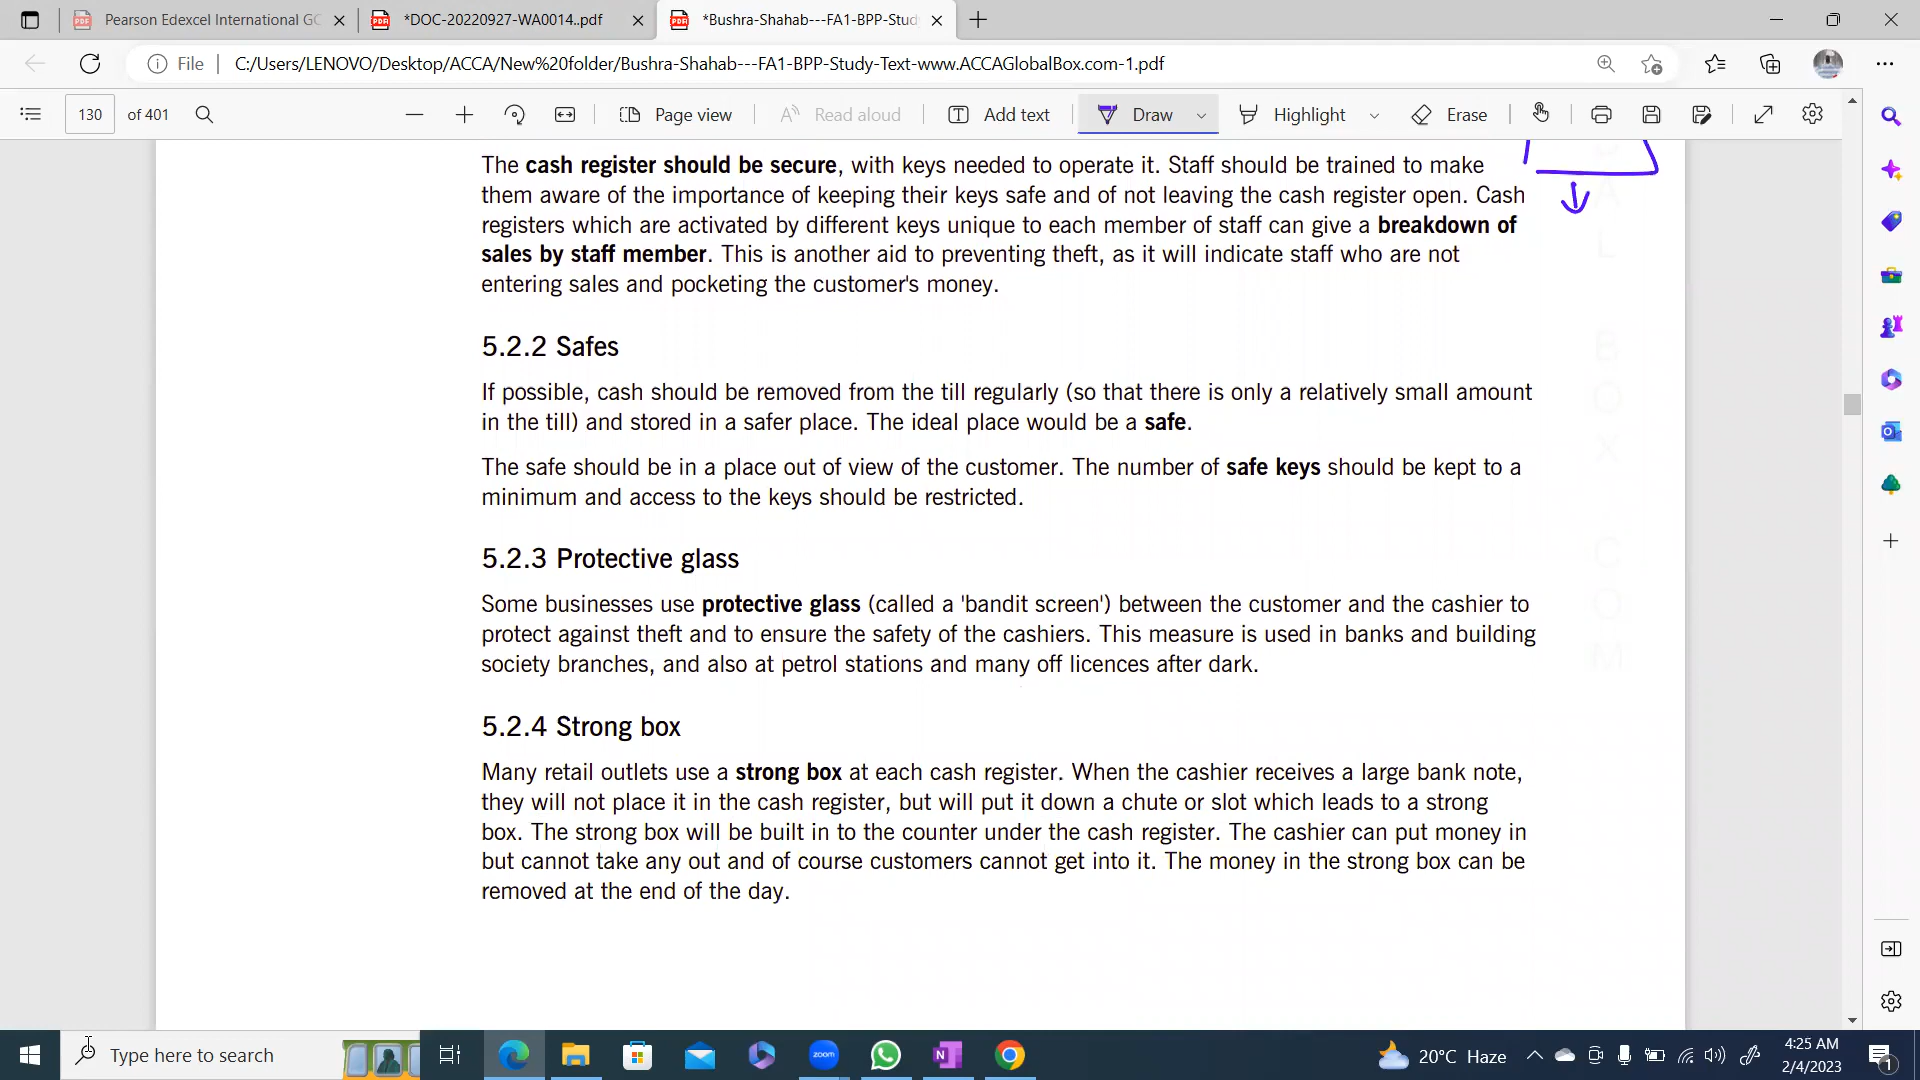 Pearson Edexcel International GC
*DOC-20220927-WA0014..pdf
*Bushra-Shahab---FA1-BPP-Stud
File
C:/Users/LENOVO/Desktop/ACCA/New%20folder/Bushra-Shahab---FA1-BPP-Study-Text-www.ACCAGlobalBox.com-1.pdf
130 of 401
Page view
Read aloud
Add text
Draw
Highlight
Erase
The cash register should be secure, with keys needed to operate it. Staff should be trained to make
them aware of the importance of keeping their keys safe and of not leaving the cash register open. Cash
registers which are activated by different keys unique to each member of staff can give a breakdown of
sales by staff member. This is another aid to preventing theft, as it will indicate staff who are not
entering sales and pocketing the customer's money.
5.2.2 Safes
If possible, cash should be removed from the till regularly (so that there is only a relatively small amount
in the till) and stored in a safer place. The ideal place would be a safe.
The safe should be in a place out of view of the customer. The number of safe keys should be kept to a
minimum and access to the keys should be restricted.
5.2.3 Protective glass
Some businesses use protective glass (called a 'bandit screen') between the customer and the cashier to
protect against theft and to ensure the safety of the cashiers. This measure is used in banks and building
society branches, and also at petrol stations and many off licences after dark.
5.2.4 Strong box
Many retail outlets use a strong box at each cash register. When the cashier receives a large bank note,
they will not place it in the cash register, but will put it down a chute or slot which leads to a strong
box. The strong box will be built in to the counter under the cash register. The cashier can put money in
but cannot take any out and of course customers cannot get into it. The money in the strong box can be
removed at the end of the day.
A
L
B
O
X
.
C
O
M
Type here to search
zoom
N
20°C Haze
4:25 AM
2/4/2023
1